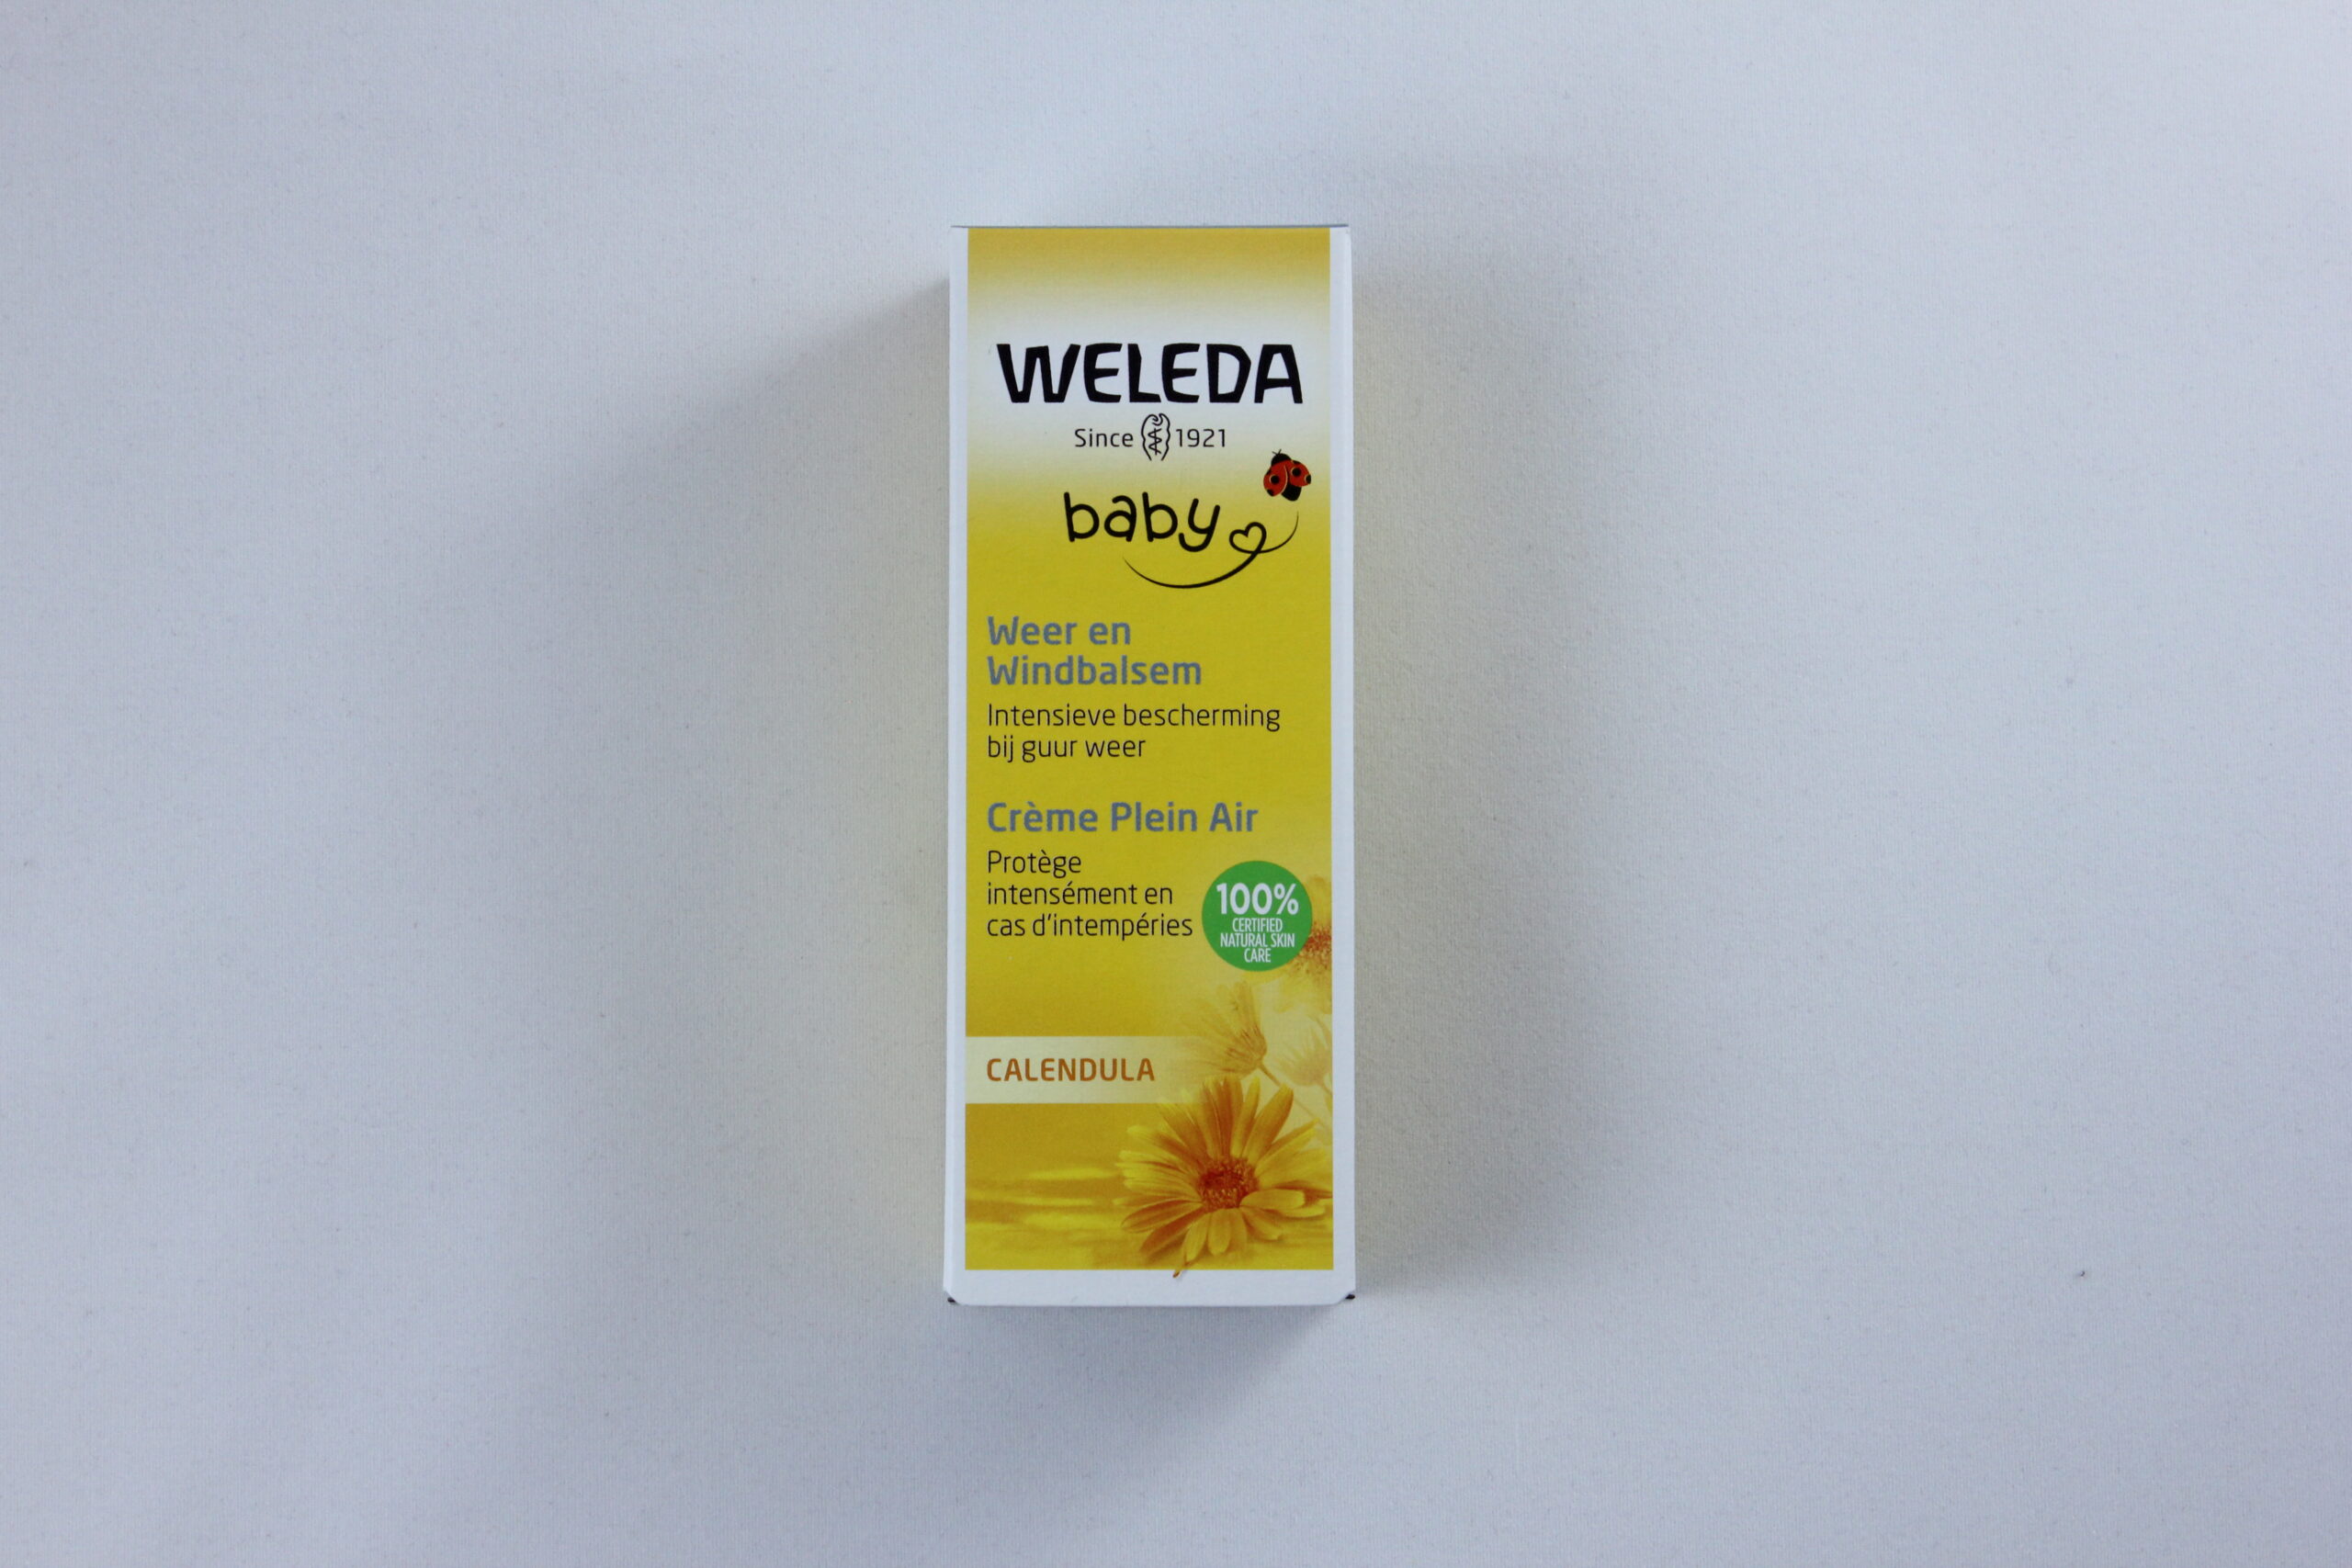 WELEDA
Since 1921
baby
Weer en
Windbalsem
Intensieve bescherming
bij guur weer
Crème Plein Air
Protège
intensément en
cas d'intempéries
100%
CERTIFIED
NATURAL SKIN
CARE
CALENDULA